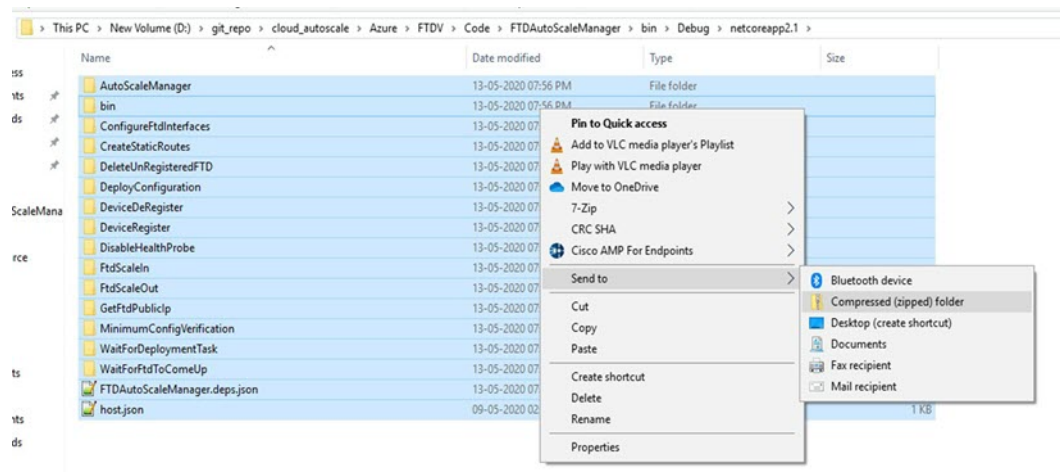 This PC > New Volume (D:) > git_repo > cloud_autoscale > Azure > FTDV > Code > FTDAutoScaleManager > bin > Debug > netcoreapp2.1 >
Name Date modified Type Size
AutoScaleManager 13-05-2020 07:56 PM File folder
bin 13-05-2020 07:56 PM File folder
ConfigureFtdInterfaces 13-05-2020 07
CreateStaticRoutes 13-05-2020 07
DeleteUnRegisteredFTD 13-05-2020 07
DeployConfiguration 13-05-2020 07
DeviceDeRegister 13-05-2020 07
DeviceRegister 13-05-2020 07
DisableHealthProbe 13-05-2020 07
FtdScaleIn 13-05-2020 07
FtdScaleOut 13-05-2020 07
GetFtdPublicIp 13-05-2020 07
MinimumConfigVerification 13-05-2020 07
WaitForDeploymentTask 13-05-2020 07
WaitForFtdToComeUp 13-05-2020 07
FTDAutoScaleManager.deps.json 13-05-2020 07
host.json 09-05-2020 02 1 KB
ess
nts
ds
ScaleMana
rce
ts
nts
ds
Pin to Quick access
Add to VLC media player's Playlist
Play with VLC media player
Move to OneDrive
7-Zip
CRC SHA
Cisco AMP For Endpoints
Send to
Cut
Copy
Paste
Create shortcut
Delete
Rename
Properties
Bluetooth device
Compressed (zipped) folder
Desktop (create shortcut)
Documents
Fax recipient
Mail recipient